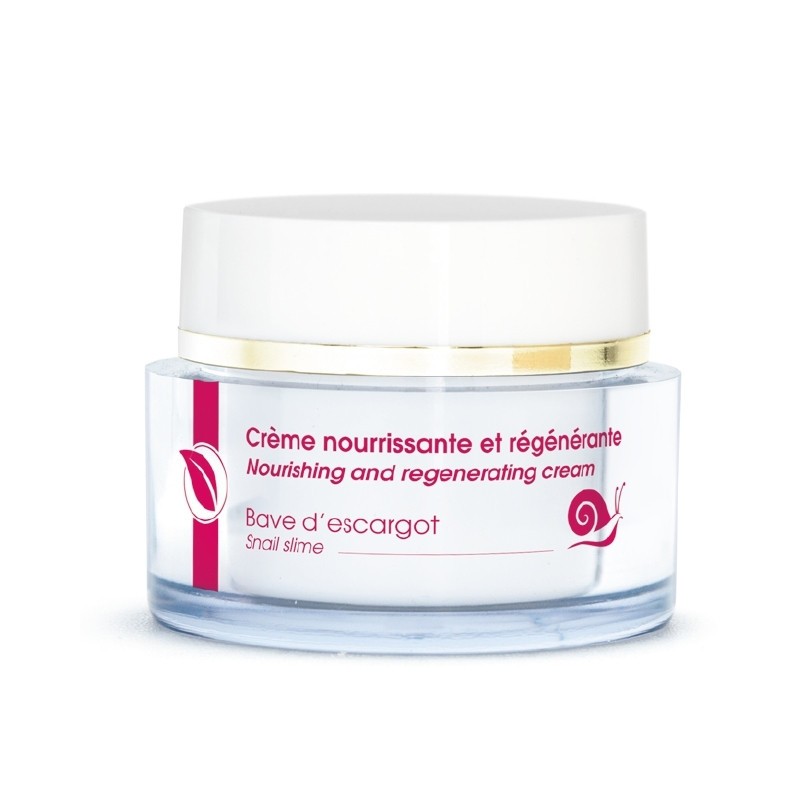 Crème nourrissante et régénérante
Nourishing and regenerating cream
Bave d'escargot
Snail slime